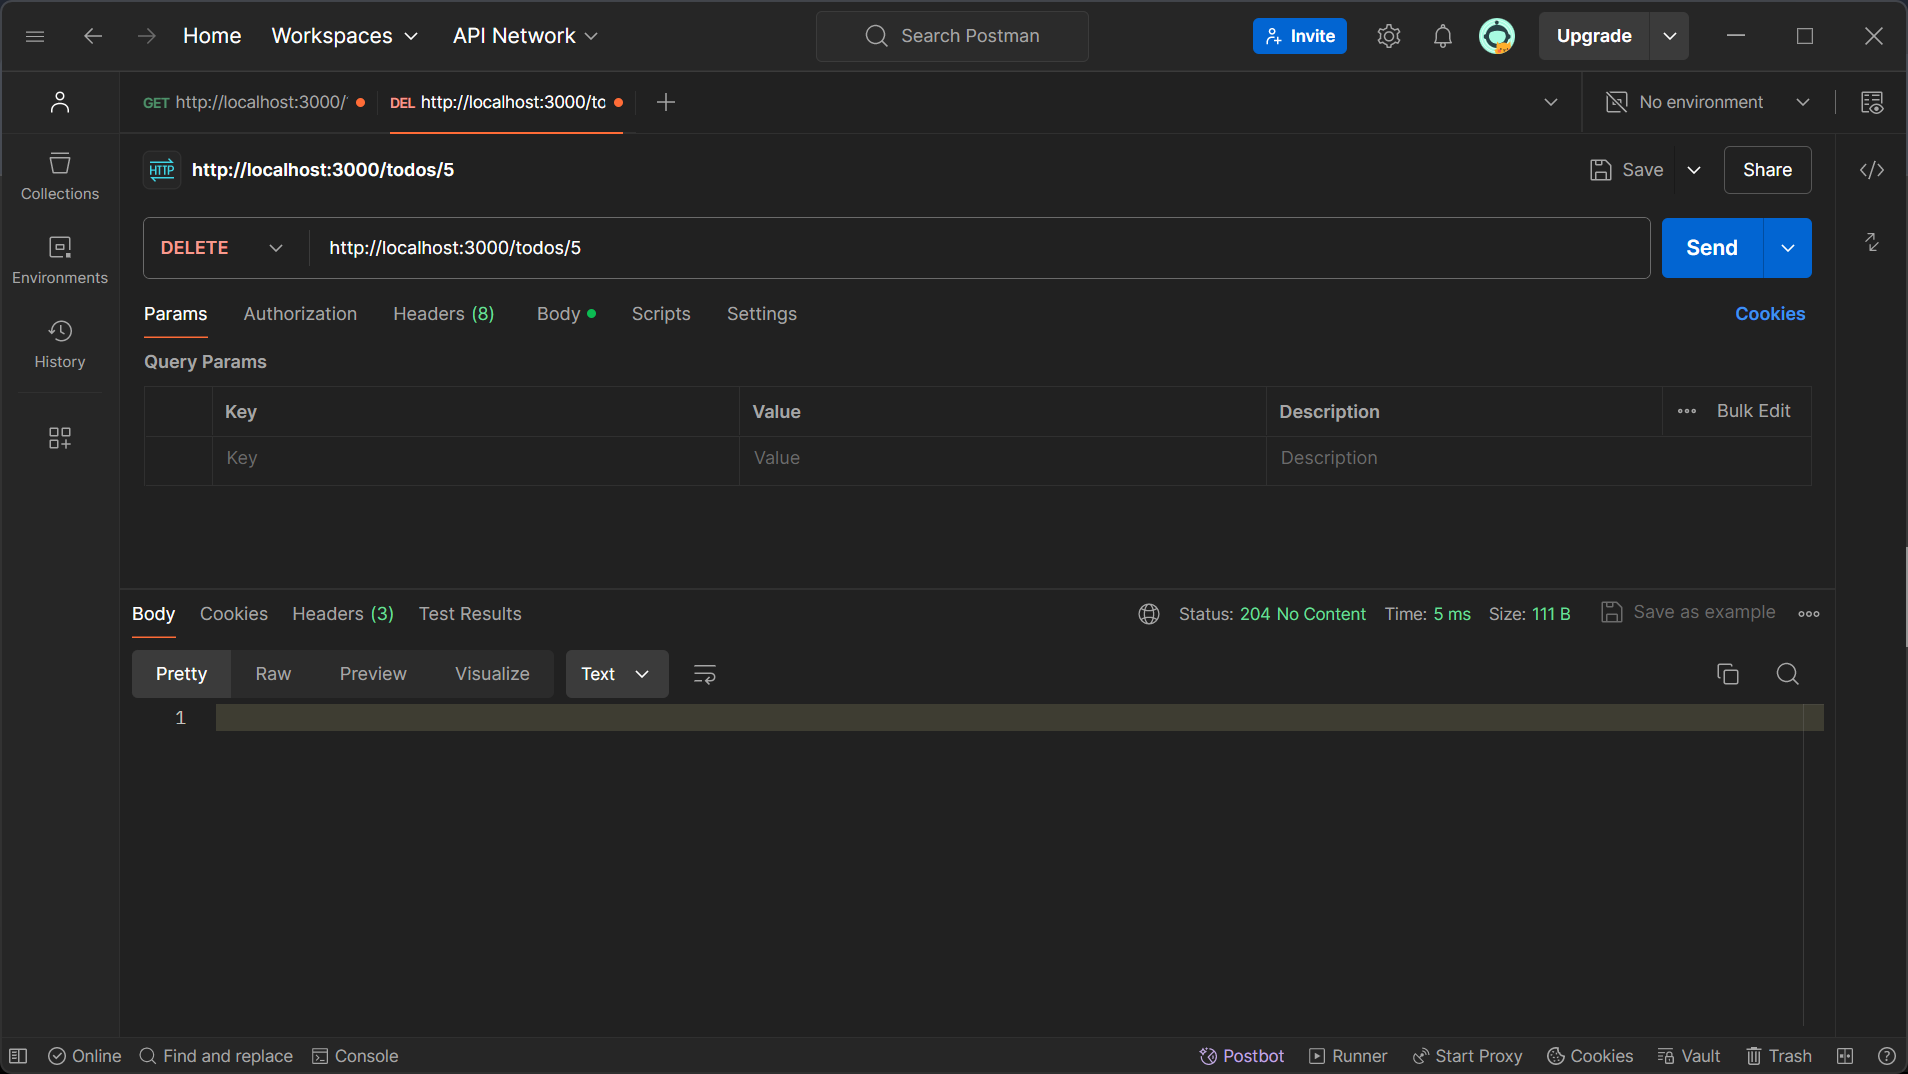 Home Workspaces API Network Search Postman Invite Upgrade
GET http://localhost:3000/ DEL http://localhost:3000/to No environment
HTTP http://localhost:3000/todos/5 Save Share
Collections
DELETE http://localhost:3000/todos/5 Send
Environments
Params Authorization Headers (8) Body Scripts Settings Cookies
History
Query Params
Key Value Description Bulk Edit
Key Value Description
Body Cookies Headers (3) Test Results Status: 204 No Content Time: 5 ms Size: 111 B Save as example
Pretty Raw Preview Visualize Text
1
Online Find and replace Console Postbot Runner Start Proxy Cookies Vault Trash